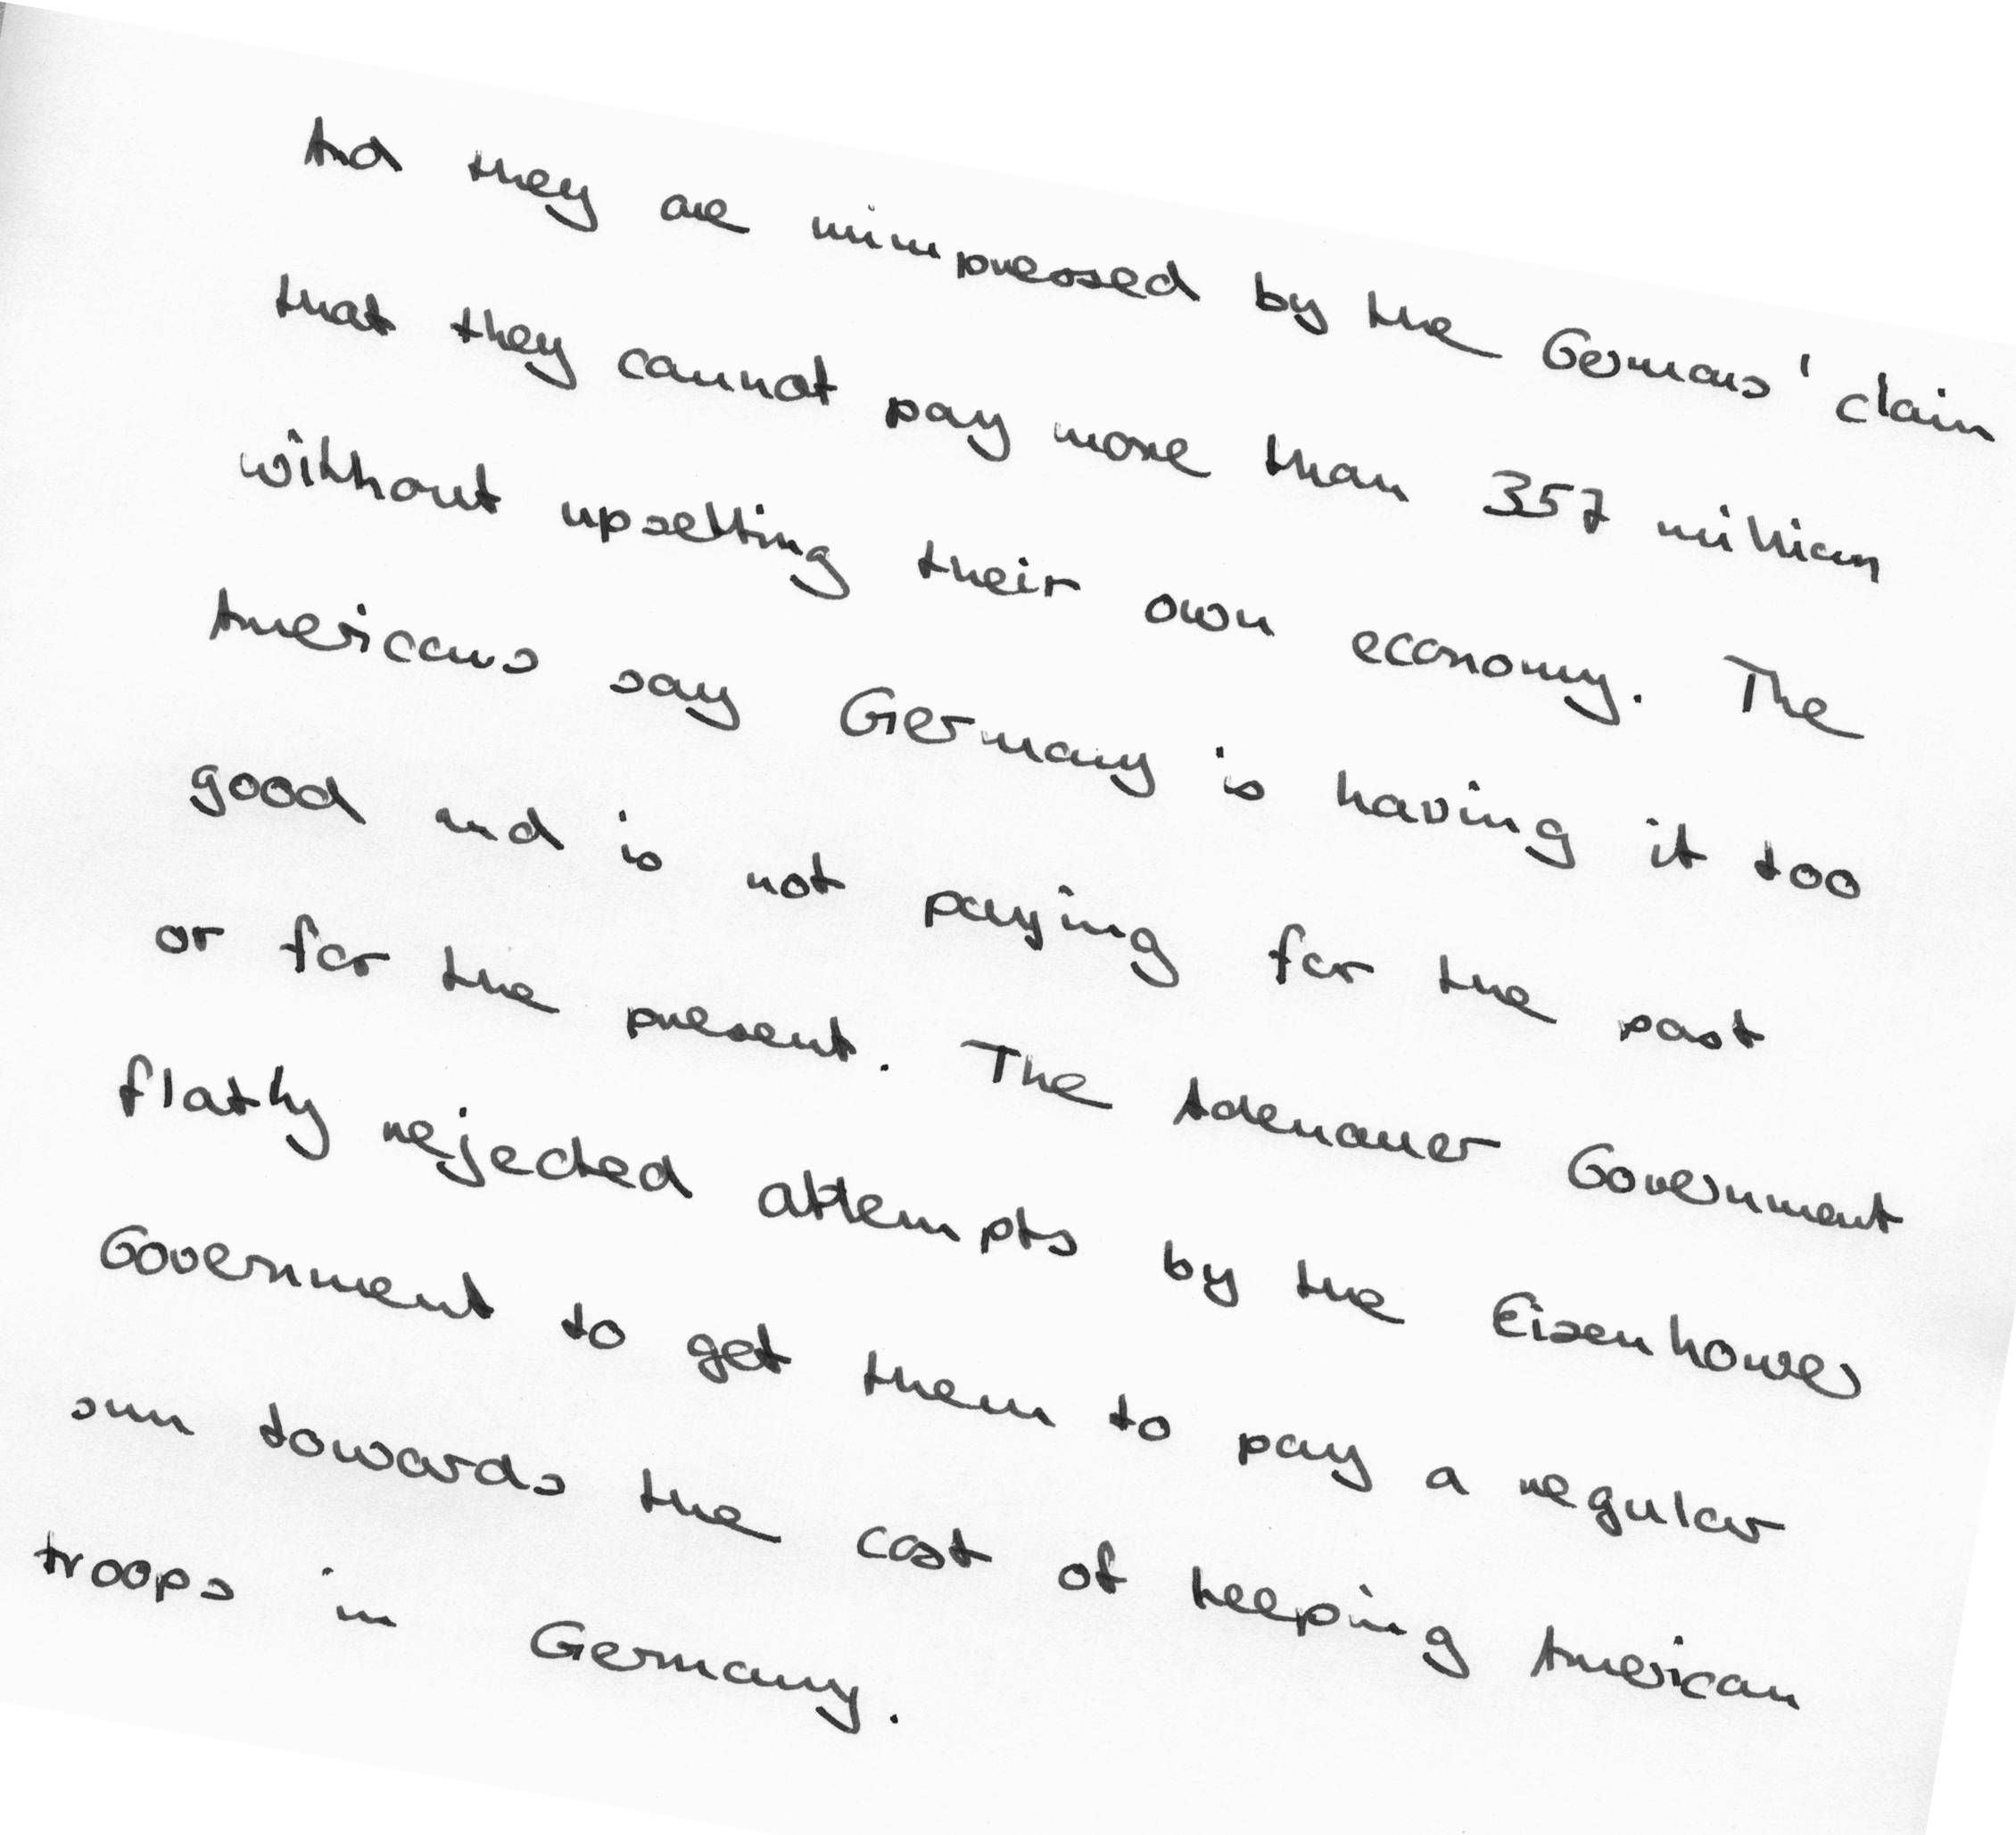 And they are unimpressed by the Germans' claim
that they cannot pay more than 357 million
without upsetting their own economy. The
Americans say Germany is having it too
good and is not paying for the past
or for the present. The Adenauer Government
flatly rejected attempts by the Eisenhower
Government to get them to pay a regular
sum towards the cost of keeping American
troops in Germany.